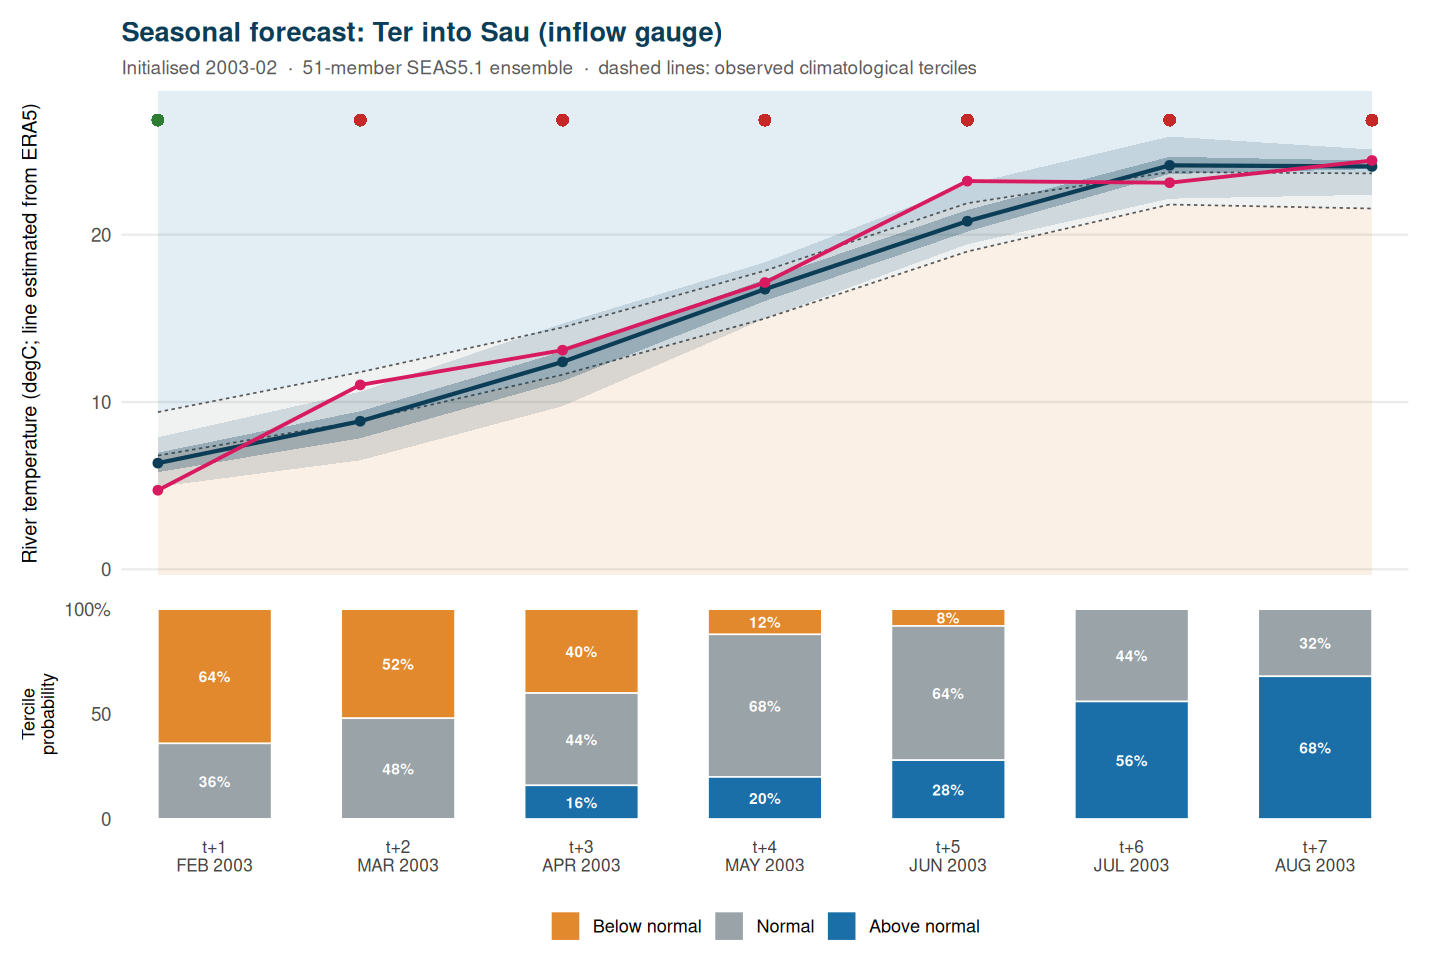 Seasonal forecast: Ter into Sau (inflow gauge)
Initialised 2003-02 · 51-member SEAS5.1 ensemble · dashed lines: observed climatological terciles
River temperature (degC; line estimated from ERA5)
20
10
0
Tercile
probability
100%
50
0
64%
36%
52%
48%
40%
44%
16%
12%
68%
20%
8%
64%
28%
44%
56%
32%
68%
t+1
FEB 2003
t+2
MAR 2003
t+3
APR 2003
t+4
MAY 2003
t+5
JUN 2003
t+6
JUL 2003
t+7
AUG 2003
Below normal
Normal
Above normal